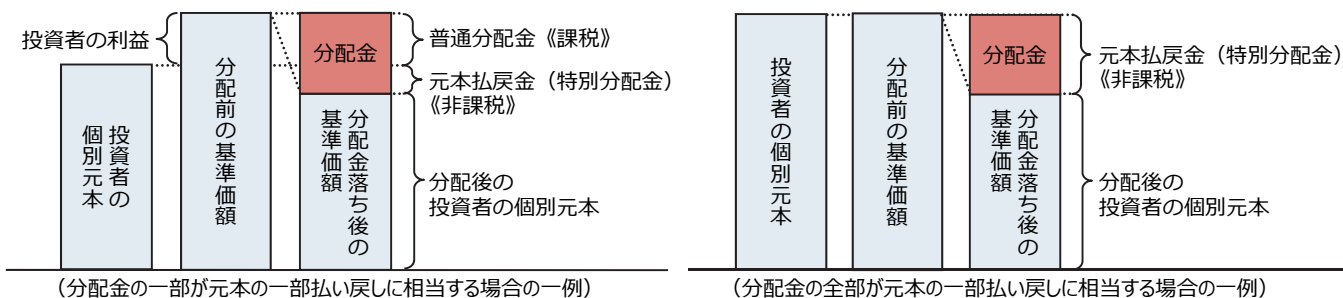 投資者の利益
投資者の
個別元本
分配前の基準価額
分配金
分配金落ち後の
基準価額
普通分配金《課税》
元本払戻金（特別分配金）
《非課税》
分配後の
投資者の個別元本
（分配金の一部が元本の一部払い戻しに相当する場合の一例）
投資者の個別元本
分配前の基準価額
分配金
分配金落ち後の
基準価額
元本払戻金（特別分配金）
《非課税》
分配後の
投資者の個別元本
（分配金の全部が元本の一部払い戻しに相当する場合の一例）